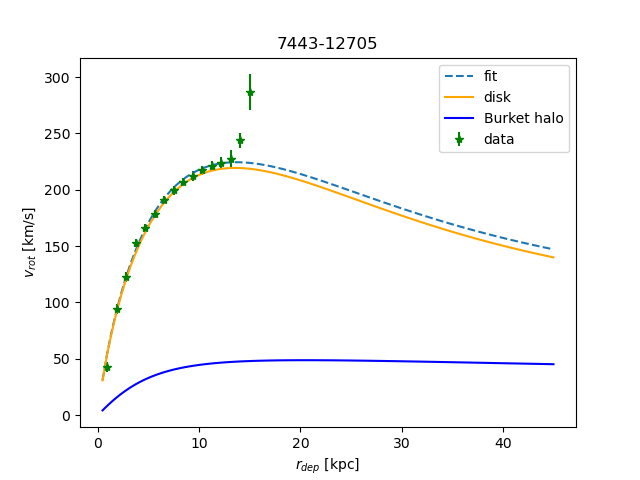 7443-12705
fit
disk
Burket halo
data
300
250
200
150
100
50
0
v_rot [km/s]
0 10 20 30 40
r_dep [kpc]